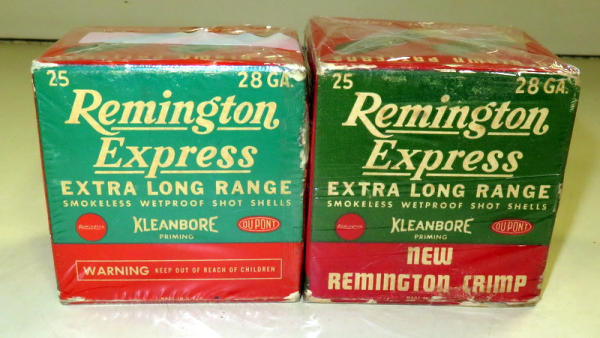 25 28 GA.
Remington
Express
EXTRA LONG RANGE
SMOKELESS WETPROOF SHOT SHELLS
Remington KLEANBORE DU PONT
PRIMING
WARNING KEEP OUT OF REACH OF CHILDREN
25 28 GA.
Remington
Express
EXTRA LONG RANGE
SMOKELESS WETPROOF SHOT SHELLS
Remington KLEANBORE DU PONT
PRIMING
NEW
REMINGTON CRIMP